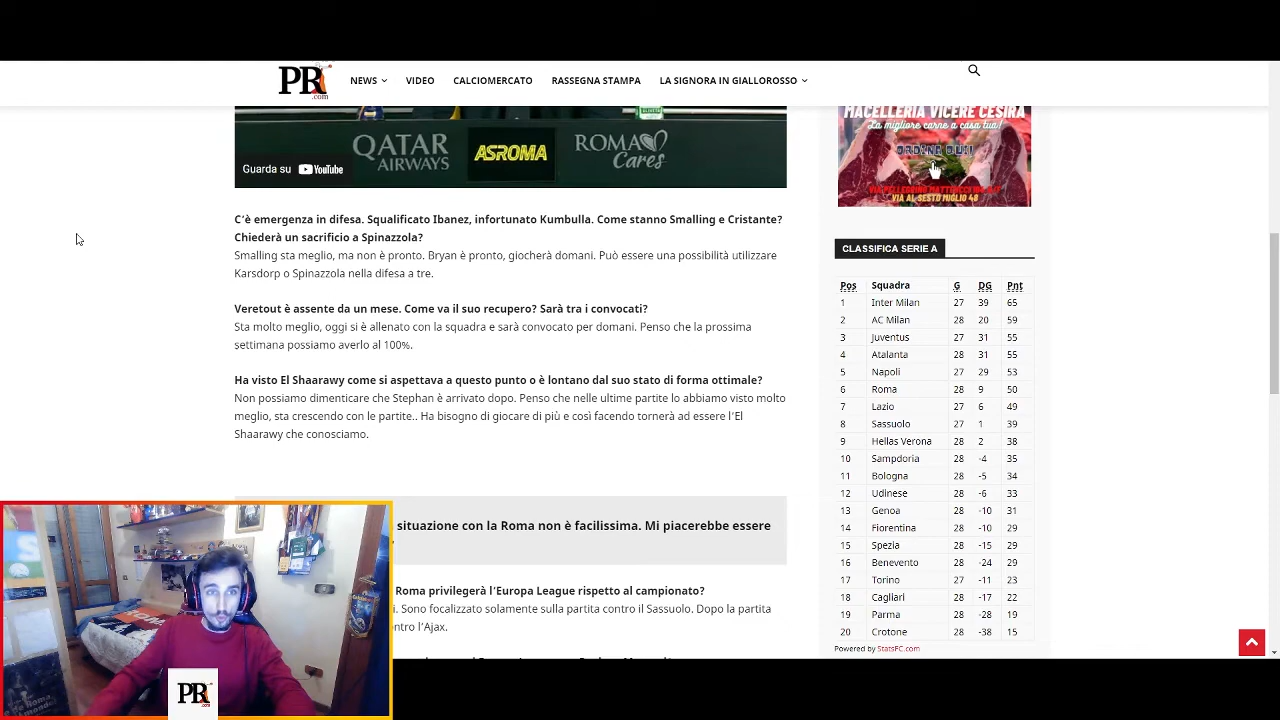 PR
.com
NEWS
VIDEO
CALCIOMERCATO
RASSEGNA STAMPA
LA SIGNORA IN GIALLOROSSO
QATAR
AIRWAYS
ASROMA
ROMA
Cares
Guarda su YouTube
C'è emergenza in difesa. Squalificato Ibanez, infortunato Kumbulla. Come stanno Smalling e Cristante?
Chiederà un sacrificio a Spinazzola?
Smalling sta meglio, ma non è pronto. Bryan è pronto, giocherà domani. Può essere una possibilità utilizzare
Karsdorp o Spinazzola nella difesa a tre.
Veretout è assente da un mese. Come va il suo recupero? Sarà tra i convocati?
Sta molto meglio, oggi si è allenato con la squadra e sarà convocato per domani. Penso che la prossima
settimana possiamo averlo al 100%.
Ha visto El Shaarawy come si aspettava a questo punto o è lontano dal suo stato di forma ottimale?
Non possiamo dimenticare che Stephan è arrivato dopo. Penso che nelle ultime partite lo abbiamo visto molto
meglio, sta crescendo con le partite.. Ha bisogno di giocare di più e così facendo tornerà ad essere l'El
Shaarawy che conosciamo.
situazione con la Roma non è facilissima. Mi piacerebbe essere
Roma privilegerà l'Europa League rispetto al campionato?
i. Sono focalizzato solamente sulla partita contro il Sassuolo. Dopo la partita
ntro l'Ajax.
MACELLERIA VICERE CESIRA
La migliore carne a casa tua!
ORDINA QUI!
VIA AL SESTO MIGLIO 48
CLASSIFICA SERIE A
Pos Squadra G DG Pnt
1 Inter Milan 27 39 65
2 AC Milan 28 20 59
3 Juventus 27 31 55
4 Atalanta 28 31 55
5 Napoli 27 29 53
6 Roma 28 9 50
7 Lazio 27 6 49
8 Sassuolo 27 1 39
9 Hellas Verona 28 2 38
10 Sampdoria 28 -4 35
11 Bologna 28 -5 34
12 Udinese 28 -6 33
13 Genoa 28 -10 31
14 Fiorentina 28 -10 29
15 Spezia 28 -15 29
16 Benevento 28 -24 29
17 Torino 27 -11 23
18 Cagliari 28 -17 22
19 Parma 28 -28 19
20 Crotone 28 -38 15
Powered by StatsFC.com
PR
.com